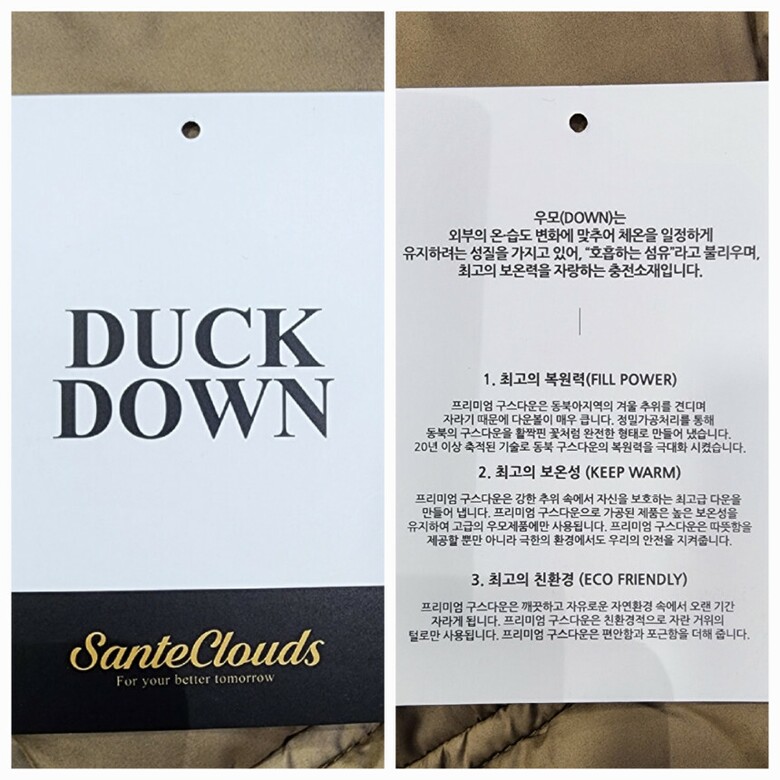 DUCK
DOWN
SanteClouds
For your better tomorrow
우모(DOWN)는
외부의 온·습도 변화에 맞추어 체온을 일정하게
유지하려는 성질을 가지고 있어, “호흡하는 섬유”라고 불리우며,
최고의 보온력을 자랑하는 충전소재입니다.
1. 최고의 복원력(FILL POWER)
프리미엄 구스다운은 동북아지역의 겨울 추위를 견디며
자라기 때문에 다운볼이 매우 큽니다. 정밀가공처리를 통해
동북의 구스다운을 활짝핀 꽃처럼 완전한 형태로 만들어 냈습니다.
20년 이상 축적된 기술로 동북 구스다운의 복원력을 극대화 시켰습니다.
2. 최고의 보온성 (KEEP WARM)
프리미엄 구스다운은 강한 추위 속에서 자신을 보호하는 최고급 다운을
만들어 냅니다. 프리미엄 구스다운으로 가공된 제품은 높은 보온성을
유지하여 고급의 우모제품에만 사용됩니다. 프리미엄 구스다운은 따뜻함을
제공할 뿐만 아니라 극한의 환경에서도 우리의 안전을 지켜줍니다.
3. 최고의 친환경 (ECO FRIENDLY)
프리미엄 구스다운은 깨끗하고 자유로운 자연환경 속에서 오랜 기간
자라게 됩니다. 프리미엄 구스다운은 친환경적으로 자란 거위의
털로만 사용됩니다. 프리미엄 구스다운은 편안함과 포근함을 더해 줍니다.